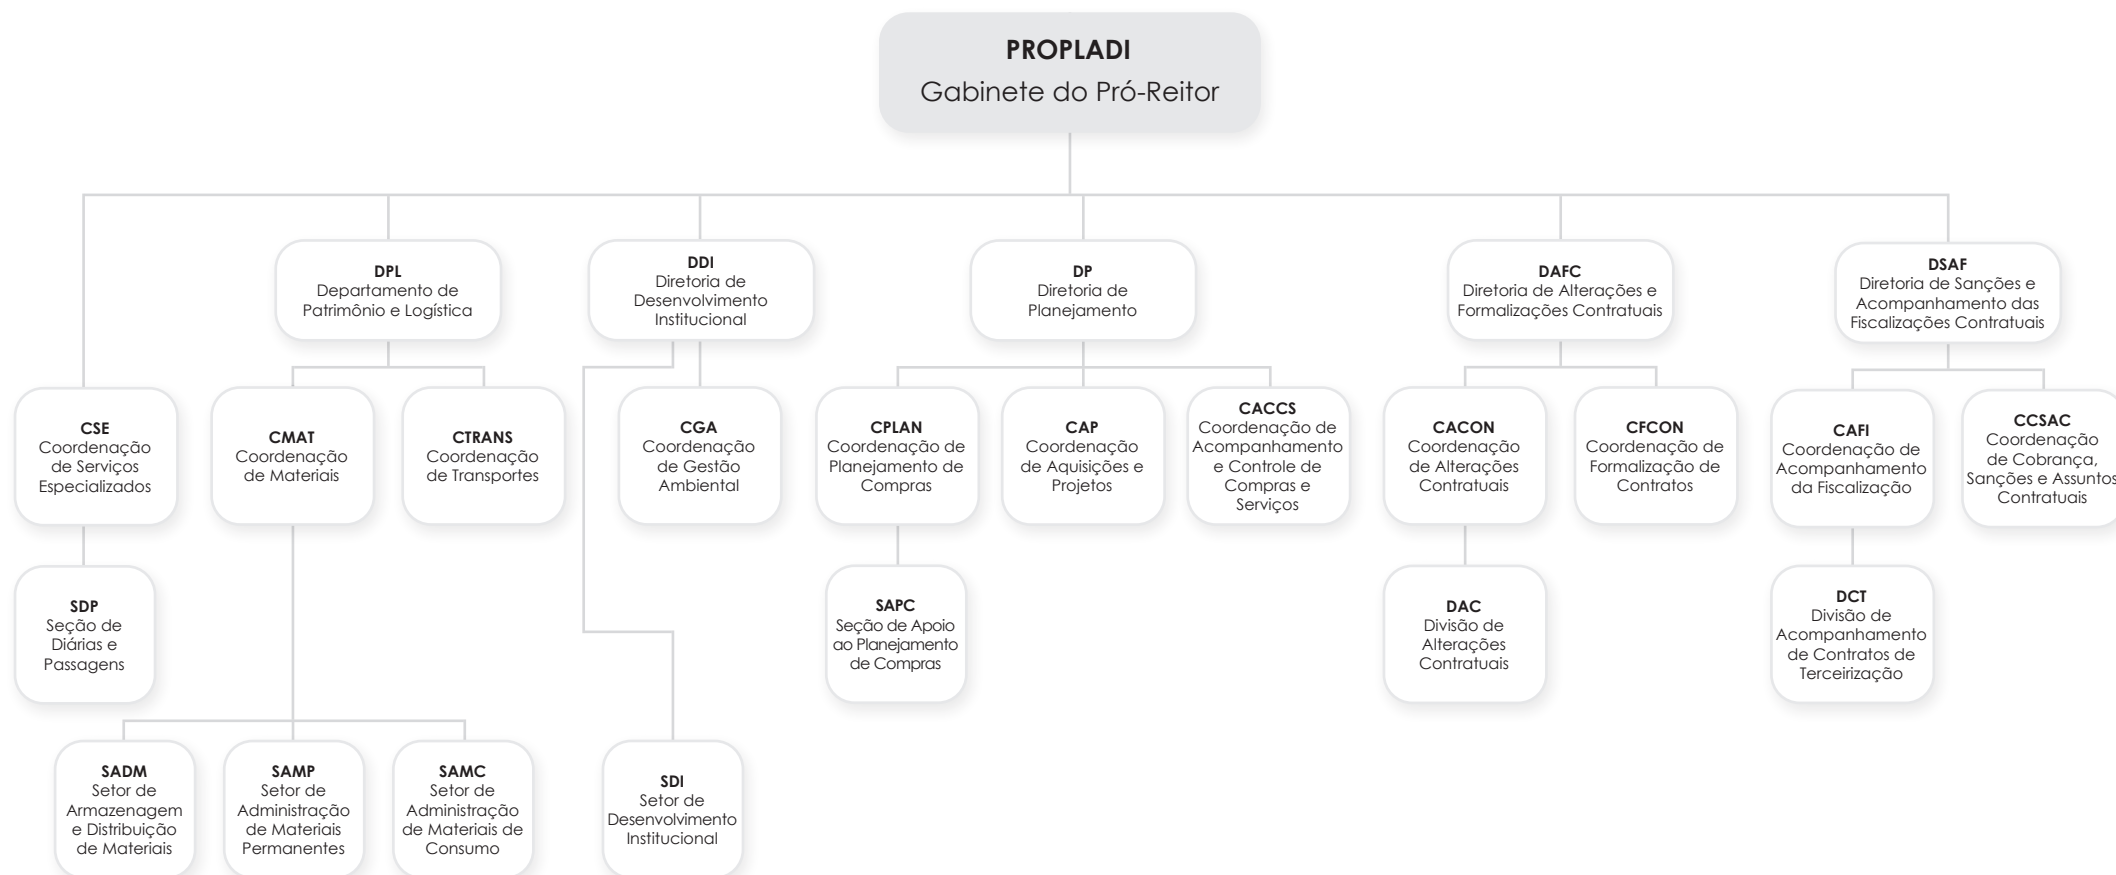 PROPLADI
Gabinete do Pró-Reitor
DPL
Departamento de
Patrimônio e Logística
DDI
Diretoria de
Desenvolvimento
Institucional
DP
Diretoria de
Planejamento
DAFC
Diretoria de Alterações e
Formalizações Contratuais
DSAF
Diretoria de Sanções e
Acompanhamento das
Fiscalizações Contratuais
CSE
Coordenação
de Serviços
Especializados
CMAT
Coordenação
de Materiais
CTRANS
Coordenação
de Transportes
CGA
Coordenação
de Gestão
Ambiental
CPLAN
Coordenação de
Planejamento de
Compras
CAP
Coordenação
de Aquisições e
Projetos
CACCS
Coordenação de
Acompanhamento
e Controle de
Compras e
Serviços
CACON
Coordenação
de Alterações
Contratuais
CFCON
Coordenação de
Formalização de
Contratos
CAFI
Coordenação de
Acompanhamento
da Fiscalização
CCSAC
Coordenação
de Cobrança,
Sanções e Assuntos
Contratuais
SDP
Seção de
Diárias e
Passagens
SAPC
Seção de Apoio
ao Planejamento
de Compras
DAC
Divisão de
Alterações
Contratuais
DCT
Divisão de
Acompanhamento
de Contratos de
Terceirização
SADM
Setor de
Armazenagem
e Distribuição
de Materiais
SAMP
Setor de
Administração
de Materiais
Permanentes
SAMC
Setor de
Administração
de Materiais de
Consumo
SDI
Setor de
Desenvolvimento
Institucional